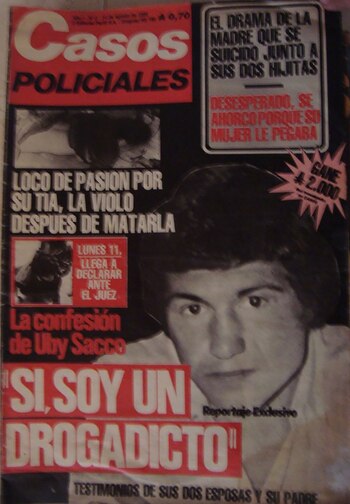 ₳ 0,70
Casos
POLICIALES
EL DRAMA DE LA
MADRE QUE SE
SUICIDO JUNTO A
SUS DOS HIJITAS
DESESPERADO, SE
AHORCO PORQUE SU
MUJER LE PEGABA
GANE
₳ 2.000
LOCO DE PASION POR
SU TIA, LA VIOLO
DESPUES DE MATARLA
LUNES 11,
LLEGA A
DECLARAR
ANTE
EL JUEZ
La confesión
de Uby Sacco
SI, SOY UN
DROGADICTO"
Reportaje Exclusivo
TESTIMONIOS DE SUS DOS ESPOSAS Y SU PADRE